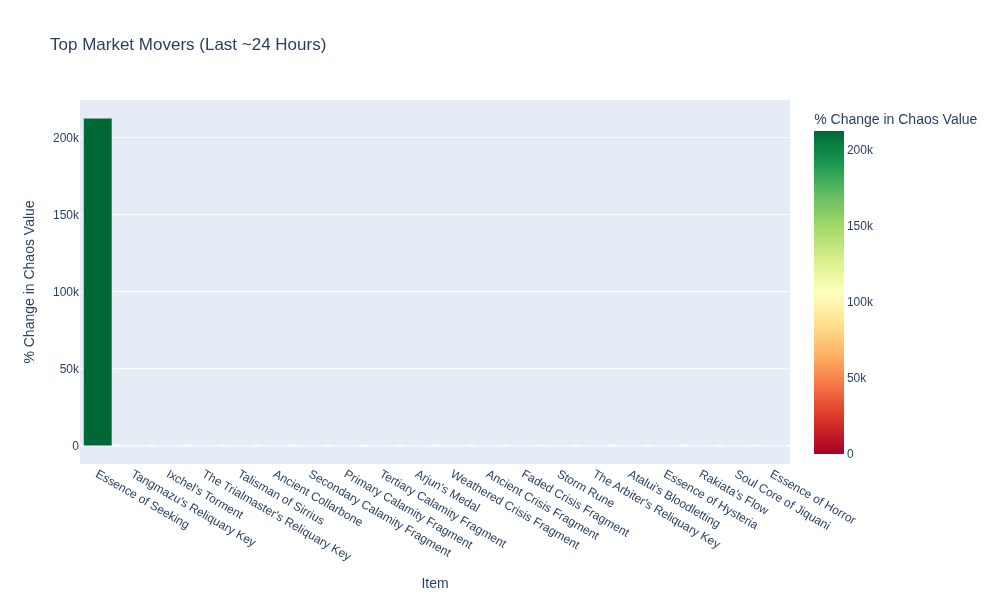 Top Market Movers (Last ~24 Hours)
% Change in Chaos Value
200k
150k
100k
50k
0
% Change in Chaos Value
200k
150k
100k
50k
0
Essence of Seeking
Tangmazu's Reliquary Key
Ixchel's Torment
The Trialmaster's Reliquary Key
Talisman of Sirrius
Ancient Collarbone
Secondary Calamity Fragment
Primary Calamity Fragment
Tertiary Calamity Fragment
Arjun's Medal
Weathered Crisis Fragment
Ancient Crisis Fragment
Faded Crisis Fragment
Storm Rune
The Arbiter's Reliquary Key
Atalui's Bloodletting
Essence of Hysteria
Rakiata's Flow
Soul Core of Jiquani
Essence of Horror
Item